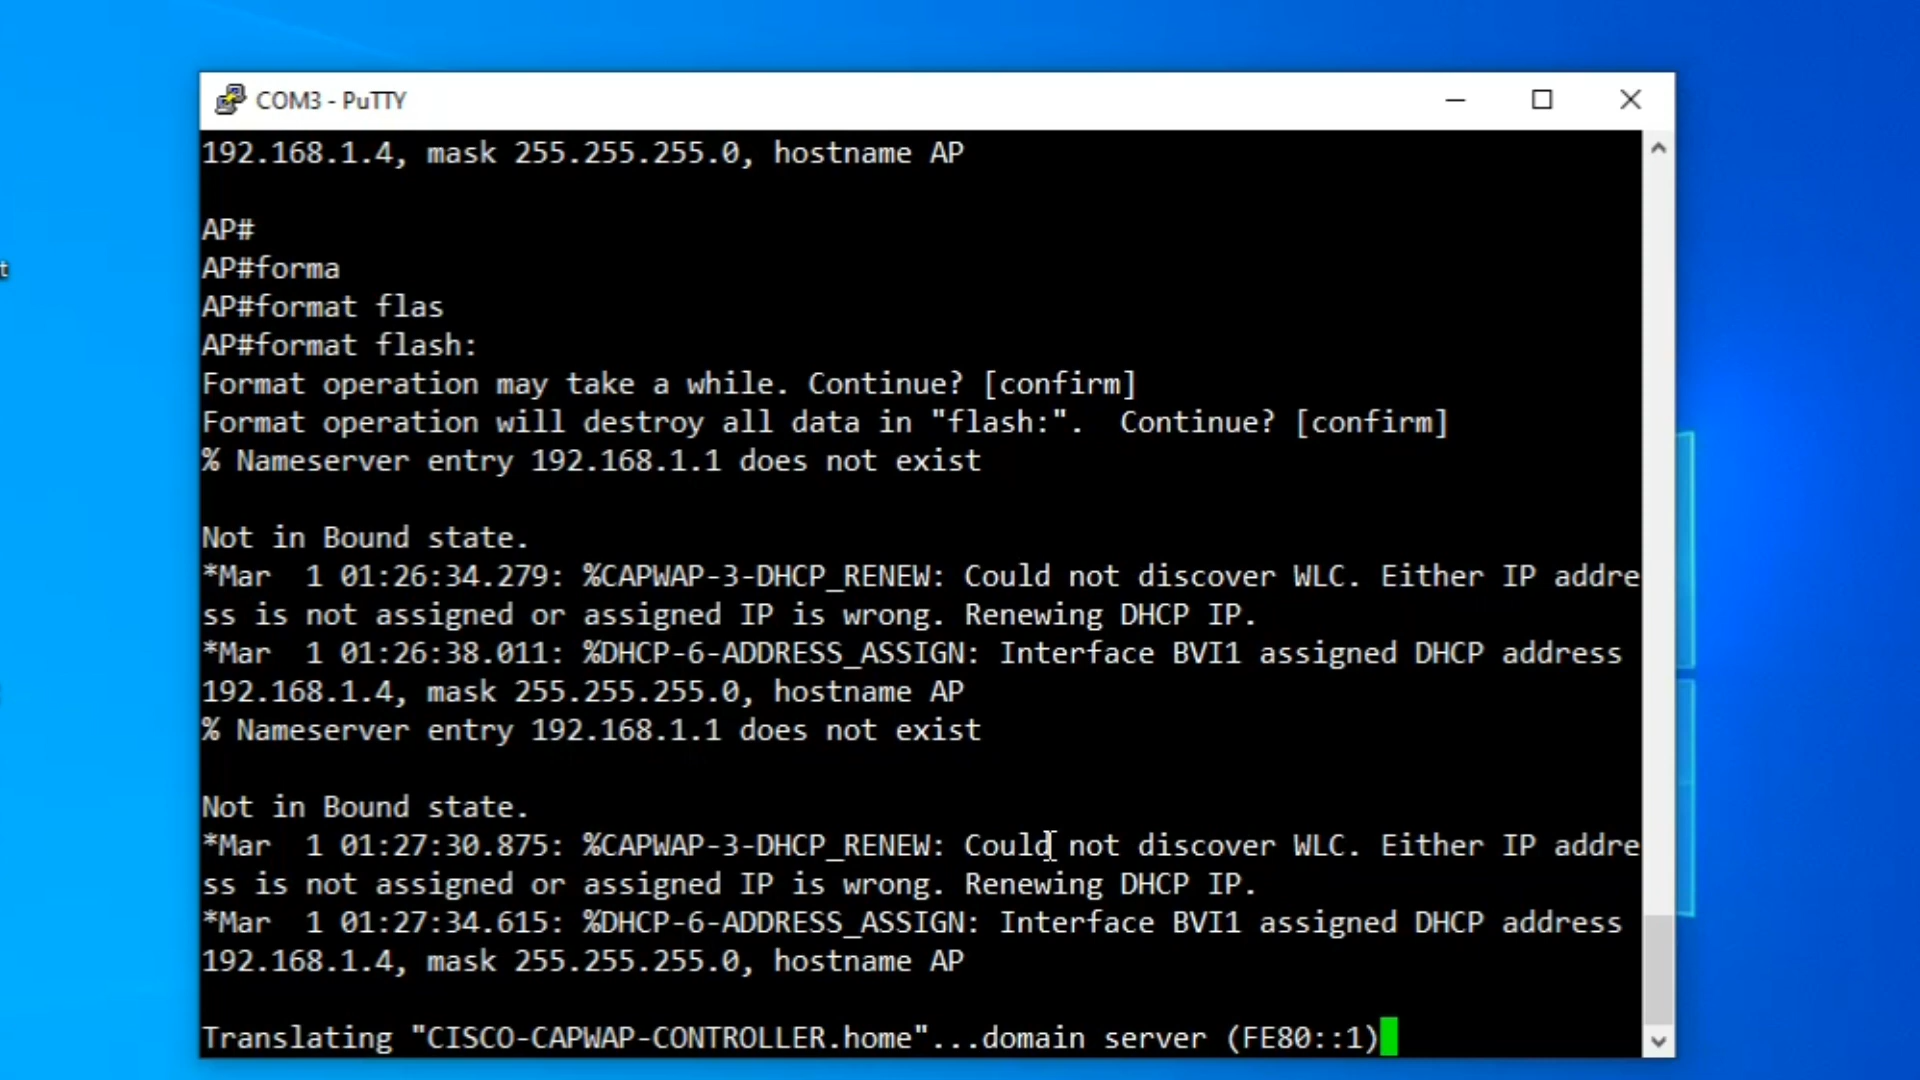 COM3 - PuTTY
192.168.1.4, mask 255.255.255.0, hostname AP
AP#
AP#forma
AP#format flas
AP#format flash:
Format operation may take a while. Continue? [confirm]
Format operation will destroy all data in "flash:".  Continue? [confirm]
% Nameserver entry 192.168.1.1 does not exist
Not in Bound state.
*Mar  1 01:26:34.279: %CAPWAP-3-DHCP_RENEW: Could not discover WLC. Either IP addre
ss is not assigned or assigned IP is wrong. Renewing DHCP IP.
*Mar  1 01:26:38.011: %DHCP-6-ADDRESS_ASSIGN: Interface BVI1 assigned DHCP address
192.168.1.4, mask 255.255.255.0, hostname AP
% Nameserver entry 192.168.1.1 does not exist
Not in Bound state.
*Mar  1 01:27:30.875: %CAPWAP-3-DHCP_RENEW: Could not discover WLC. Either IP addre
ss is not assigned or assigned IP is wrong. Renewing DHCP IP.
*Mar  1 01:27:34.615: %DHCP-6-ADDRESS_ASSIGN: Interface BVI1 assigned DHCP address
192.168.1.4, mask 255.255.255.0, hostname AP
Translating "CISCO-CAPWAP-CONTROLLER.home"...domain server (FE80::1)